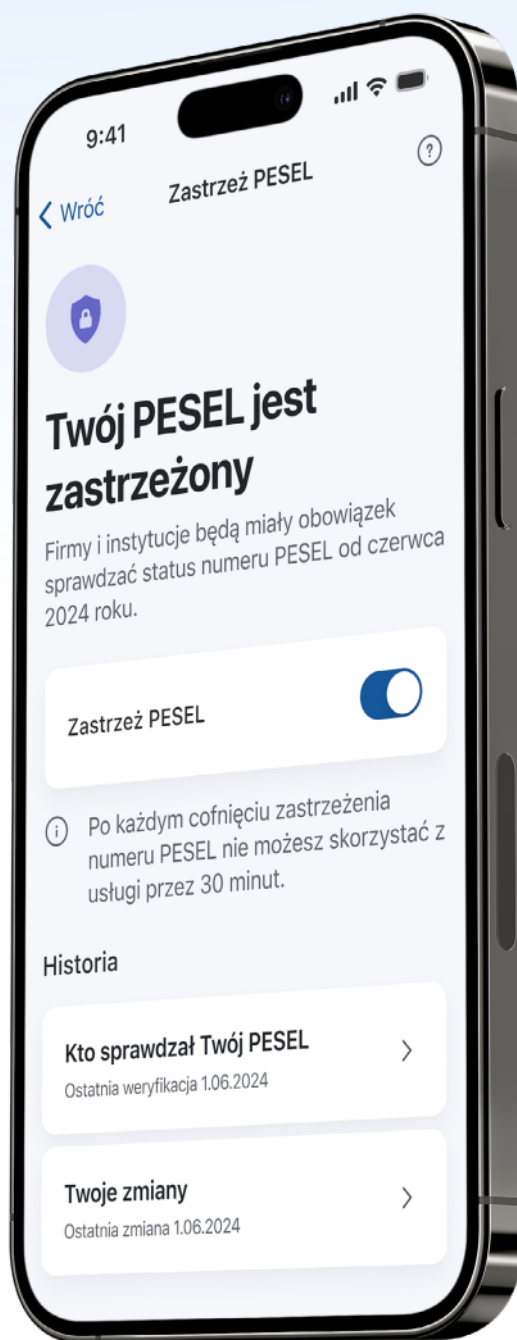 9:41
Wróć
Zastrzeż PESEL
?
Twój PESEL jest
zastrzeżony
Firmy i instytucje będą miały obowiązek
sprawdzać status numeru PESEL od czerwca
2024 roku.
Zastrzeż PESEL
Po każdym cofnięciu zastrzeżenia
numeru PESEL nie możesz skorzystać z
usługi przez 30 minut.
Historia
Kto sprawdzał Twój PESEL
Ostatnia weryfikacja 1.06.2024
Twoje zmiany
Ostatnia zmiana 1.06.2024